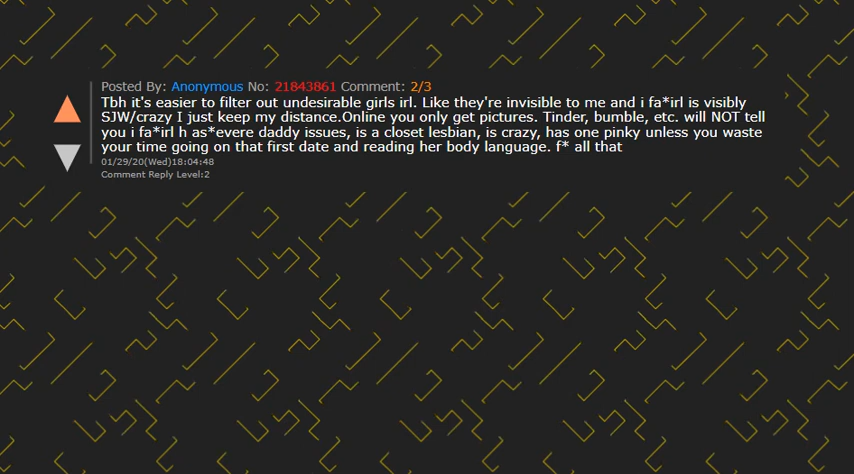 Posted By: Anonymous No: 21843861 Comment: 2/3
Tbh it's easier to filter out undesirable girls irl. Like they're invisible to me and i fa*irl is visibly
SJW/crazy I just keep my distance.Online you only get pictures. Tinder, bumble, etc. will NOT tell
you i fa*irl h as*evere daddy issues, is a closet lesbian, is crazy, has one pinky unless you waste
your time going on that first date and reading her body language. f* all that
01/29/20(Wed)18:04:48
Comment Reply Level:2